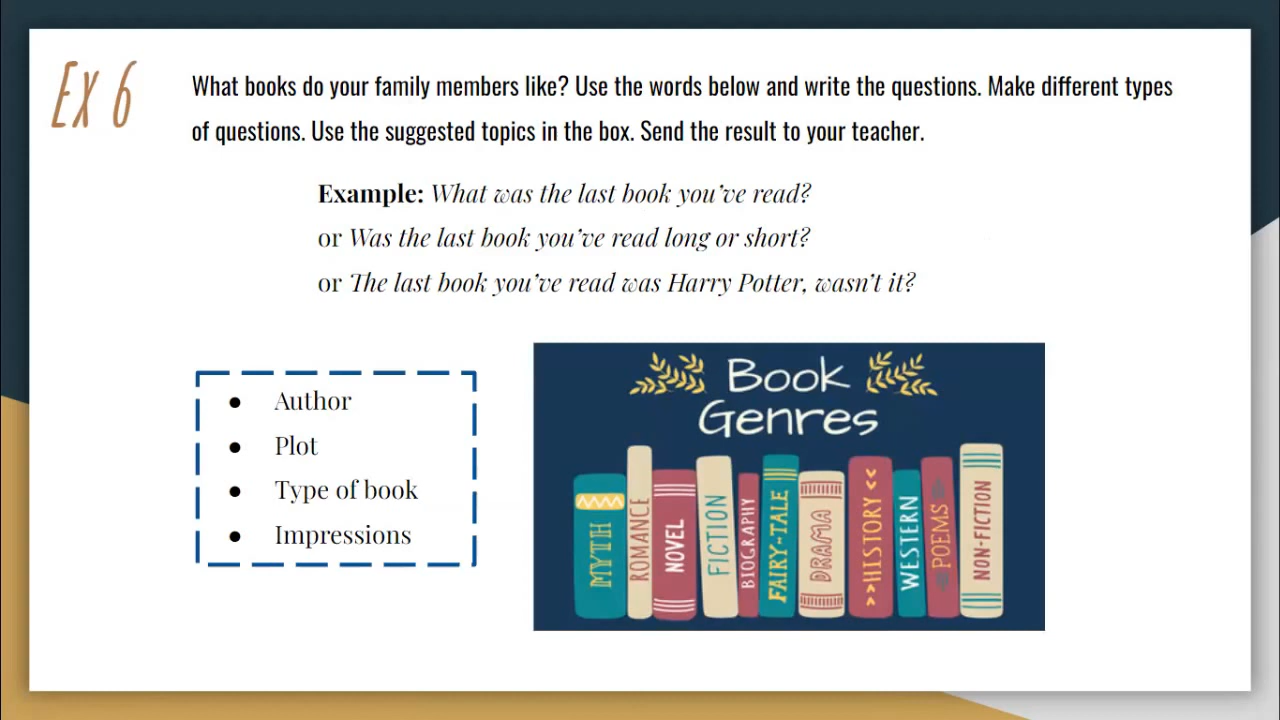 Ex 6
What books do your family members like? Use the words below and write the questions. Make different types
of questions. Use the suggested topics in the box. Send the result to your teacher.
Example: What was the last book you’ve read?
or Was the last book you’ve read long or short?
or The last book you’ve read was Harry Potter, wasn’t it?
● Author
● Plot
● Type of book
● Impressions
Book
Genres
MYTH
ROMANCE
NOVEL
FICTION
BIOGRAPHY
FAIRY-TALE
DRAMA
>>HISTORY<<
WESTERN
POEMS
NON-FICTION